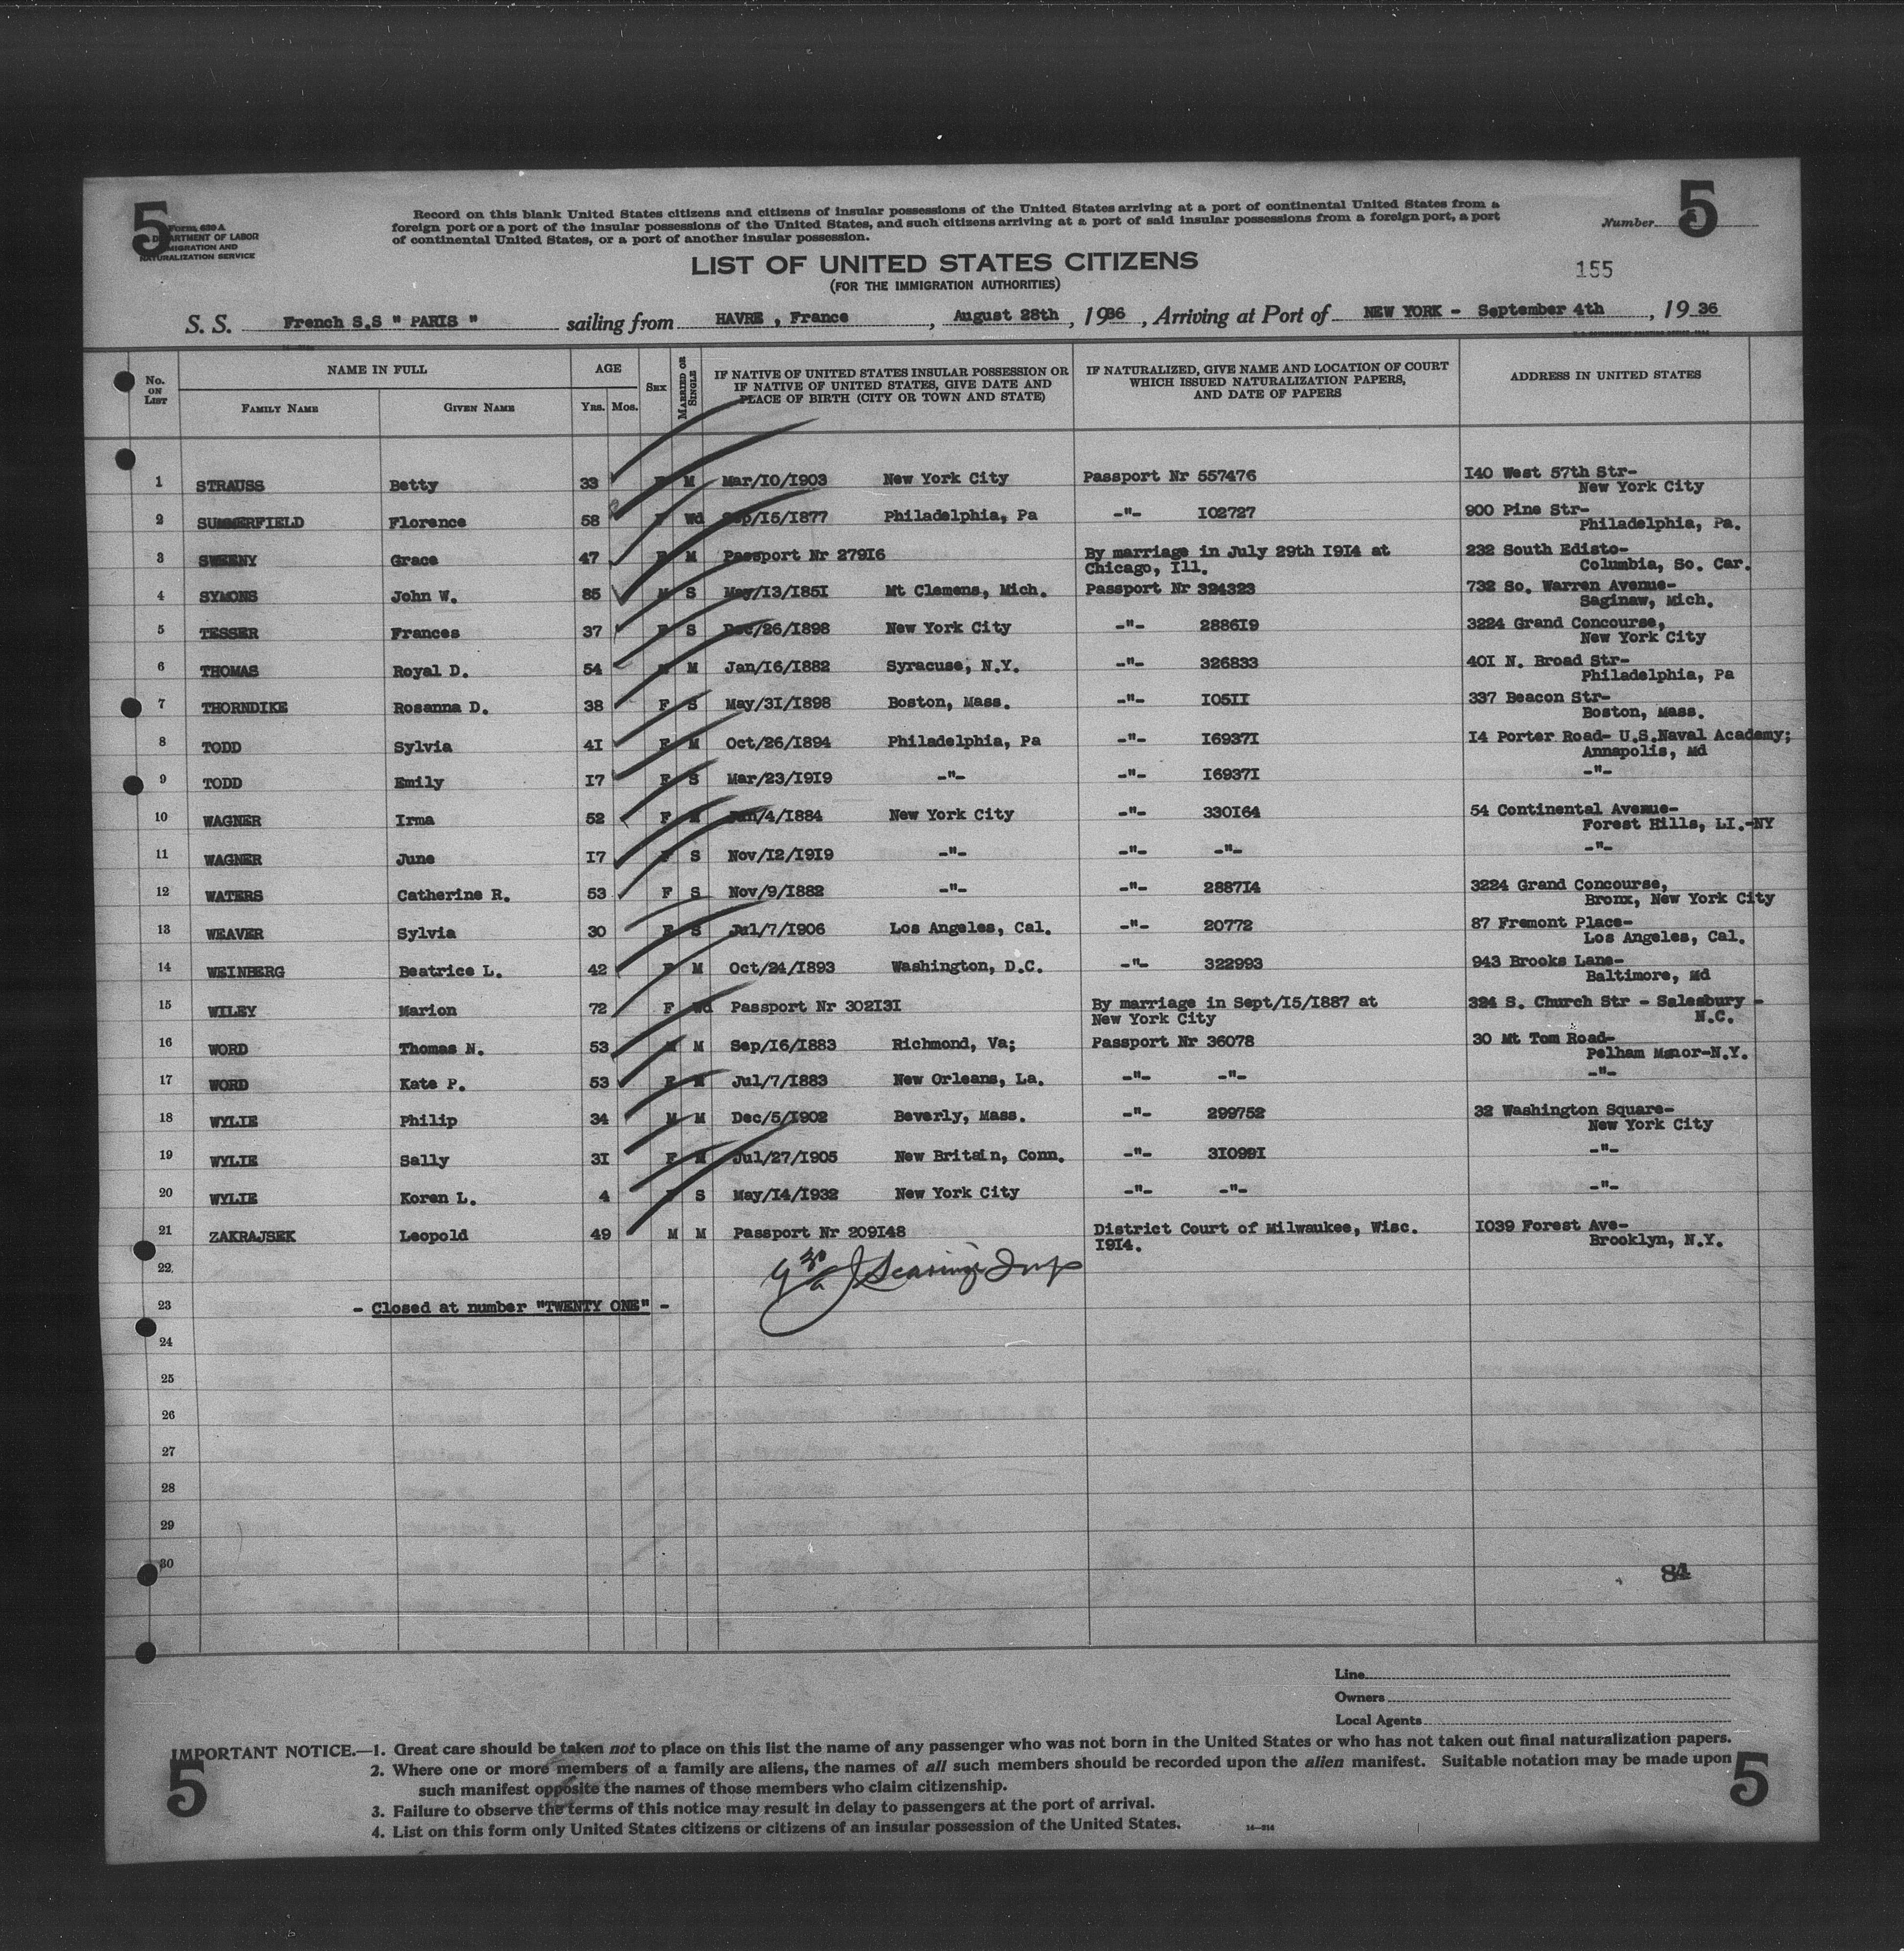 5
5
Form 630 A
DEPARTMENT OF LABOR
IMMIGRATION AND
NATURALIZATION SERVICE
Record on this blank United States citizens and citizens of insular possessions of the United States arriving at a port of continental United States from a
foreign port or a port of the insular possessions of the United States, and such citizens arriving at a port of said insular possessions from a foreign port, a port
of continental United States, or a port of another insular possession.
Number
LIST OF UNITED STATES CITIZENS
(FOR THE IMMIGRATION AUTHORITIES)
155
S. S. French S.S " PARIS " sailing from HAVRE , France , August 28th , 1936 , Arriving at Port of NEW YORK - September 4th , 19 36
No. ON LIST
NAME IN FULL
FAMILY NAME GIVEN NAME
AGE
YRS. MOS.
SEX
MARRIED OR SINGLE
IF NATIVE OF UNITED STATES INSULAR POSSESSION OR
IF NATIVE OF UNITED STATES, GIVE DATE AND
PLACE OF BIRTH (CITY OR TOWN AND STATE)
IF NATURALIZED, GIVE NAME AND LOCATION OF COURT
WHICH ISSUED NATURALIZATION PAPERS,
AND DATE OF PAPERS
ADDRESS IN UNITED STATES
1 STRAUSS Betty 33 F M Mar/10/1903 New York City Passport Nr 557476 140 West 57th Str-
New York City
2 SUMMERFIELD Florence 58 F Wd Sep/15/1877 Philadelphia, Pa -"- 102727 900 Pine Str-
Philadelphia, Pa.
3 SWEENY Grace 47 F M Passport Nr 27916 By marriage in July 29th 1914 at 232 South Edisto-
Chicago, Ill. Columbia, So. Car.
4 SYMONS John W. 85 M S May/13/1851 Mt Clemens, Mich. Passport Nr 324323 732 So. Warren Avenue-
Saginaw, Mich.
5 TESSER Frances 37 F S Dec/26/1898 New York City -"- 288619 3224 Grand Concourse,
New York City
6 THOMAS Royal D. 54 M M Jan/16/1882 Syracuse, N.Y. -"- 326833 401 N. Broad Str-
Philadelphia, Pa
7 THORNDIKE Rosanna D. 38 F S May/31/1898 Boston, Mass. -"- 10511 337 Beacon Str-
Boston, Mass.
8 TODD Sylvia 41 F M Oct/26/1894 Philadelphia, Pa -"- 169371 14 Porter Road- U.S.Naval Academy;
Annapolis, Md
9 TODD Emily 17 F S Mar/23/1919 -"- -"- 169371 -"-
10 WAGNER Irma 52 F M Jan/4/1884 New York City -"- 330164 54 Continental Avenue-
Forest Hills, LI.-NY
11 WAGNER June 17 F S Nov/12/1919 -"- -"- -"- -"-
12 WATERS Catherine R. 53 F S Nov/9/1882 -"- -"- 288714 3224 Grand Concourse,
Bronx, New York City
13 WEAVER Sylvia 30 F S Jul/7/1906 Los Angeles, Cal. -"- 20772 87 Fremont Place-
Los Angeles, Cal.
14 WEINBERG Beatrice L. 42 F M Oct/24/1893 Washington, D.C. -"- 322993 943 Brooks Lane-
Baltimore, Md
15 WILEY Marion 72 F Wd Passport Nr 302131 By marriage in Sept/15/1887 at 324 S. Church Str - Salesbury -
New York City N.C.
16 WORD Thomas N. 53 M M Sep/16/1883 Richmond, Va; Passport Nr 36078 30 Mt Tom Road-
Pelham Manor-N.Y.
17 WORD Kate P. 53 F M Jul/7/1883 New Orleans, La. -"- -"- -"-
18 WYLIE Philip 34 M M Dec/5/1902 Beverly, Mass. -"- 299752 32 Washington Square-
New York City
19 WYLIE Sally 31 F M Jul/27/1905 New Britain, Conn. -"- 310991 -"-
20 WYLIE Koren L. 4 F S May/14/1932 New York City -"- -"- -"-
21 ZAKRAJSEK Leopold 49 M M Passport Nr 209148 District Court of Milwaukee, Wisc. 1039 Forest Ave-
1914. Brooklyn, N.Y.
22
23 - Closed at number "TWENTY ONE" -
24
25
26
27
28
29
30
84
Line
Owners
Local Agents
IMPORTANT NOTICE.—1. Great care should be taken not to place on this list the name of any passenger who was not born in the United States or who has not taken out final naturalization papers.
2. Where one or more members of a family are aliens, the names of all such members should be recorded upon the alien manifest. Suitable notation may be made upon
such manifest opposite the names of those members who claim citizenship.
3. Failure to observe the terms of this notice may result in delay to passengers at the port of arrival.
4. List on this form only United States citizens or citizens of an insular possession of the United States.
5
5